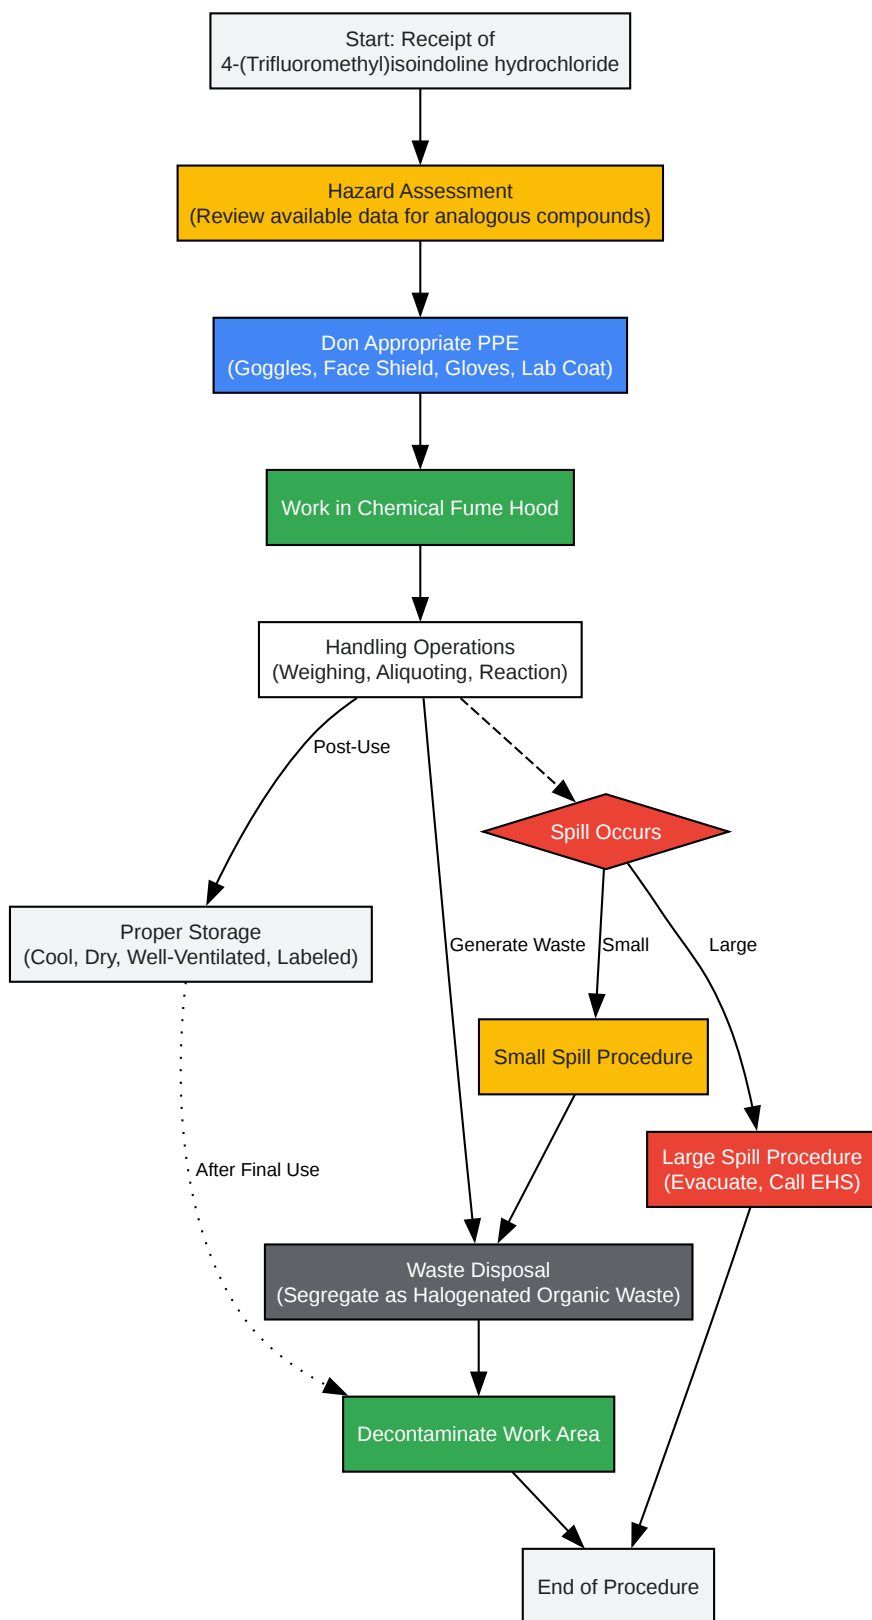 Start: Receipt of
4-(Trifluoromethyl)isoindoline hydrochloride
Hazard Assessment
(Review available data for analogous compounds)
Don Appropriate PPE
(Goggles, Face Shield, Gloves, Lab Coat)
Work in Chemical Fume Hood
Handling Operations
(Weighing, Aliquoting, Reaction)
Post-Use
Spill Occurs
Proper Storage
(Cool, Dry, Well-Ventilated, Labeled)
Generate Waste
Small
Large
Small Spill Procedure
Large Spill Procedure
(Evacuate, Call EHS)
After Final Use
Waste Disposal
(Segregate as Halogenated Organic Waste)
Decontaminate Work Area
End of Procedure